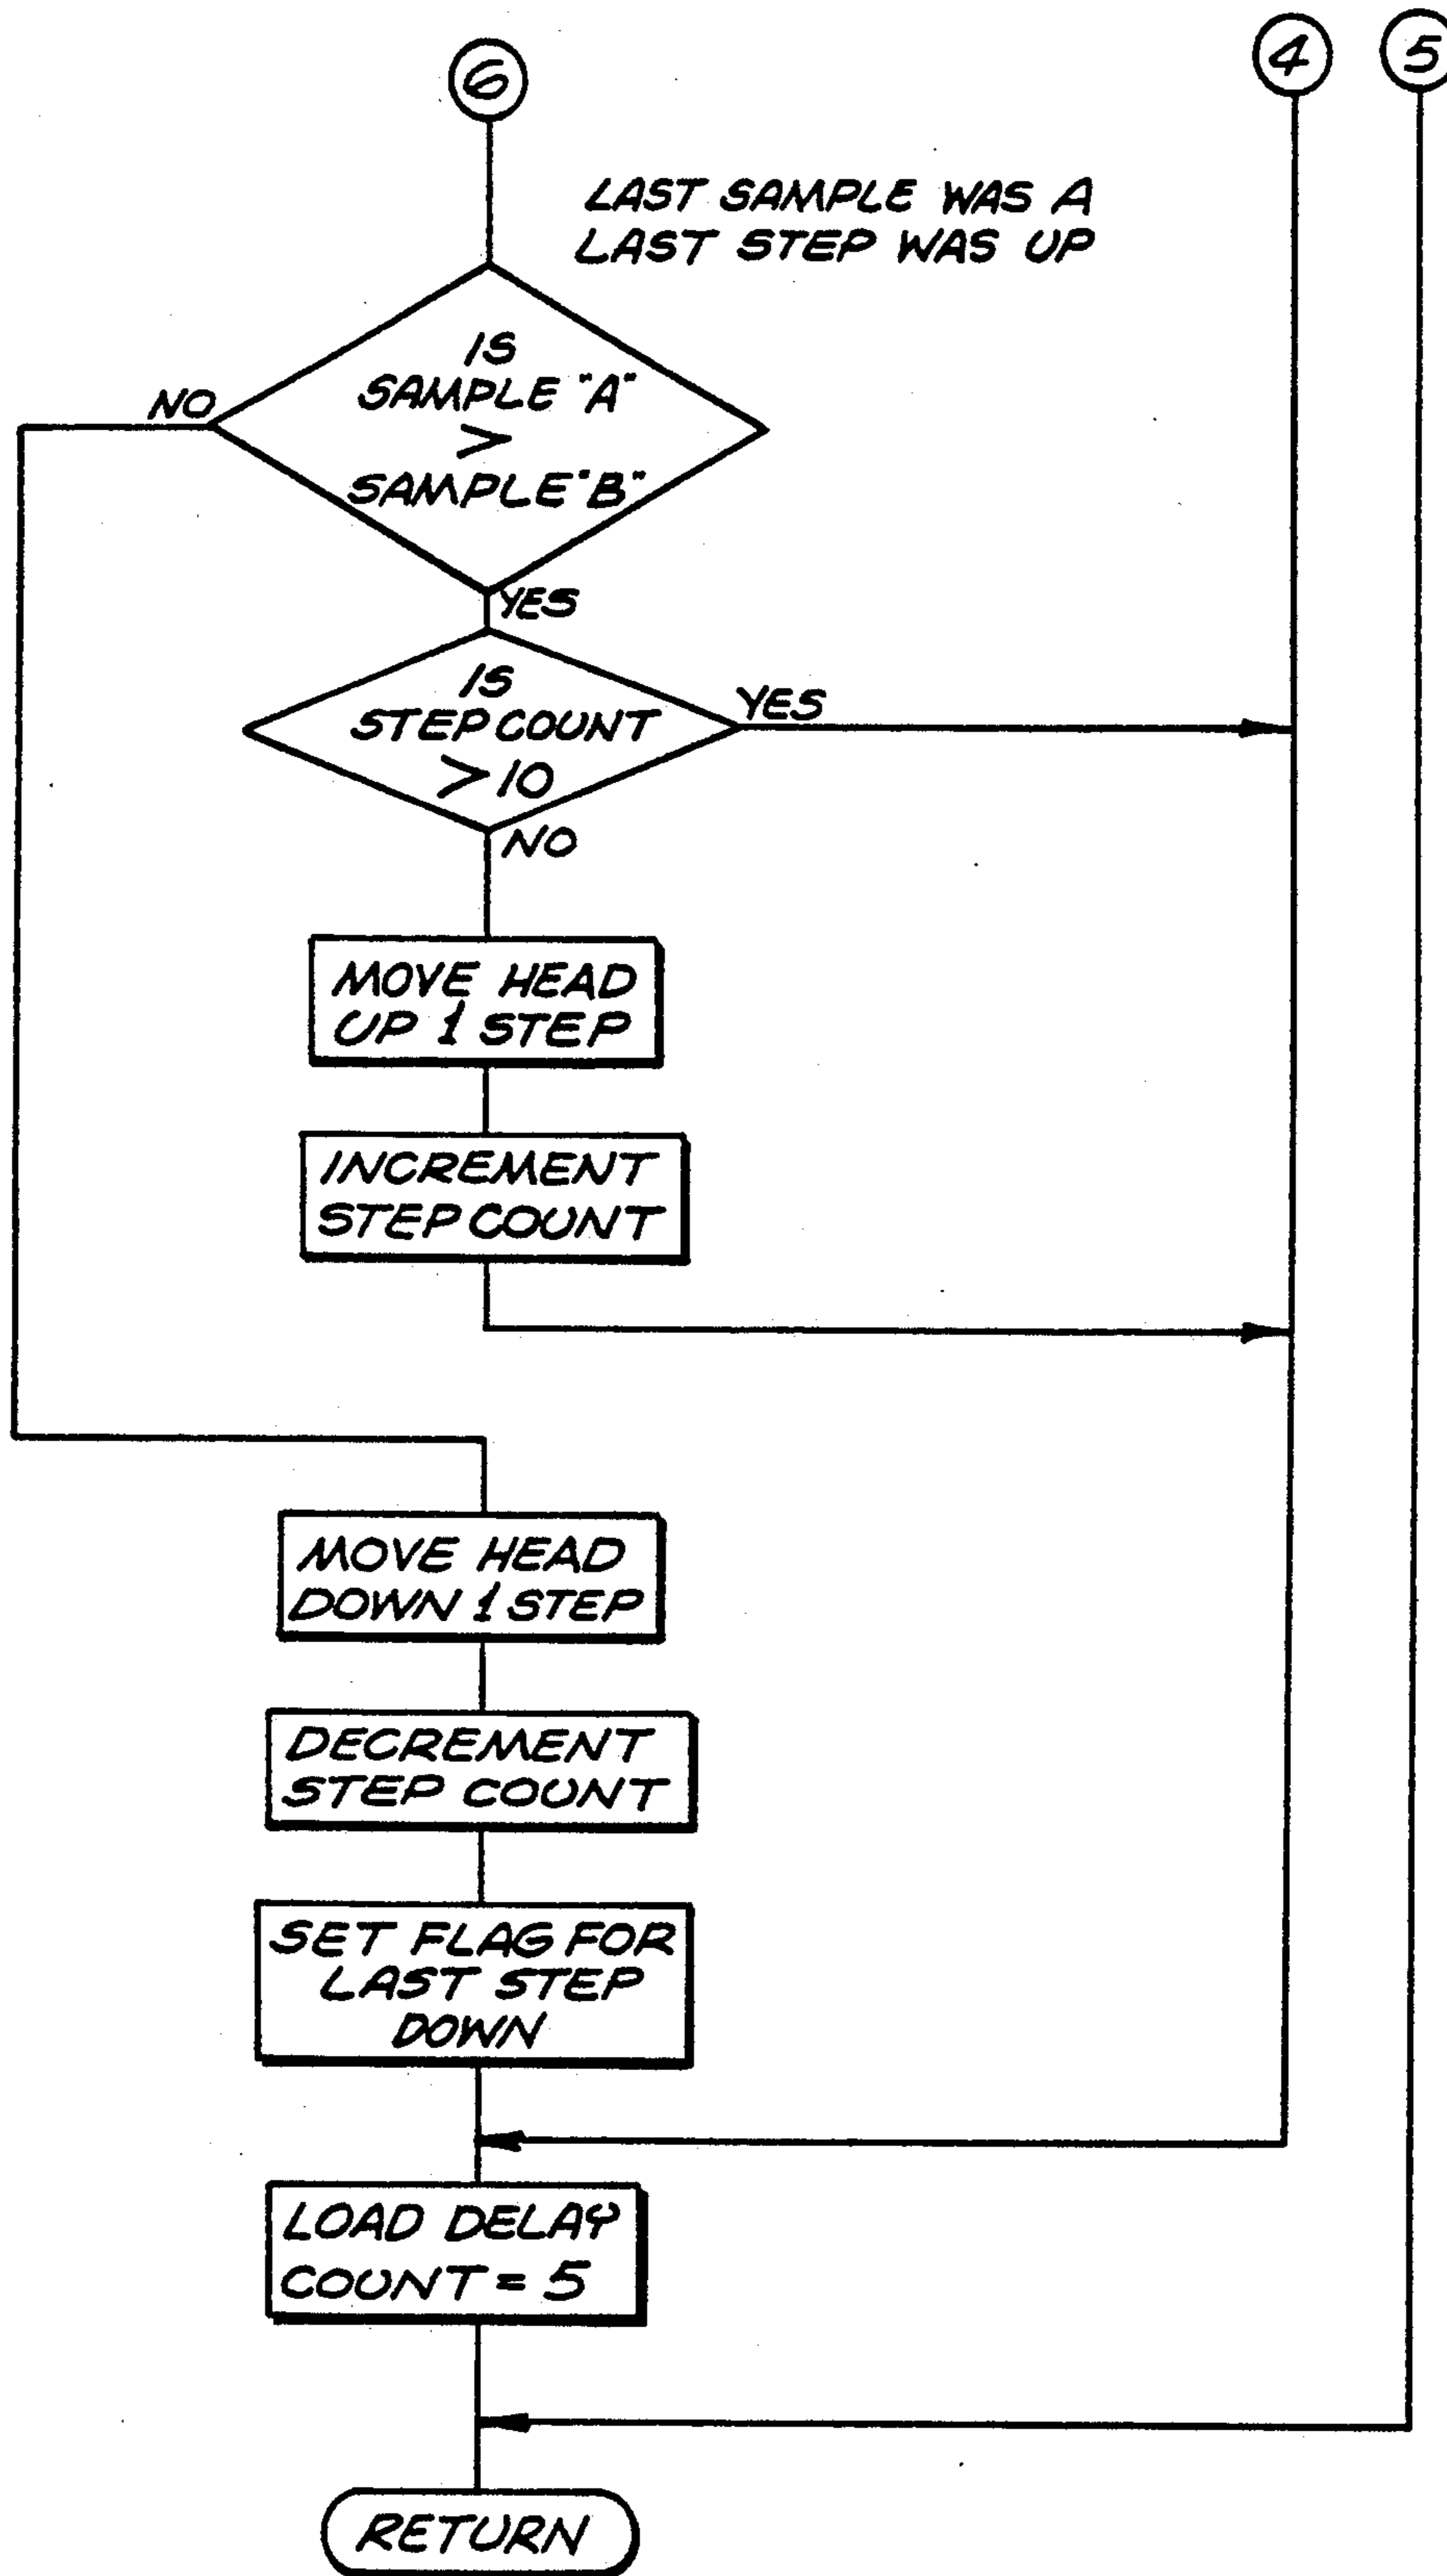 6
4
5
LAST SAMPLE WAS A
LAST STEP WAS UP
IS
SAMPLE "A"
>
SAMPLE "B"
NO
YES
IS
STEP COUNT
> 10
YES
NO
MOVE HEAD
UP 1 STEP
INCREMENT
STEP COUNT
MOVE HEAD
DOWN 1 STEP
DECREMENT
STEP COUNT
SET FLAG FOR
LAST STEP
DOWN
LOAD DELAY
COUNT = 5
RETURN